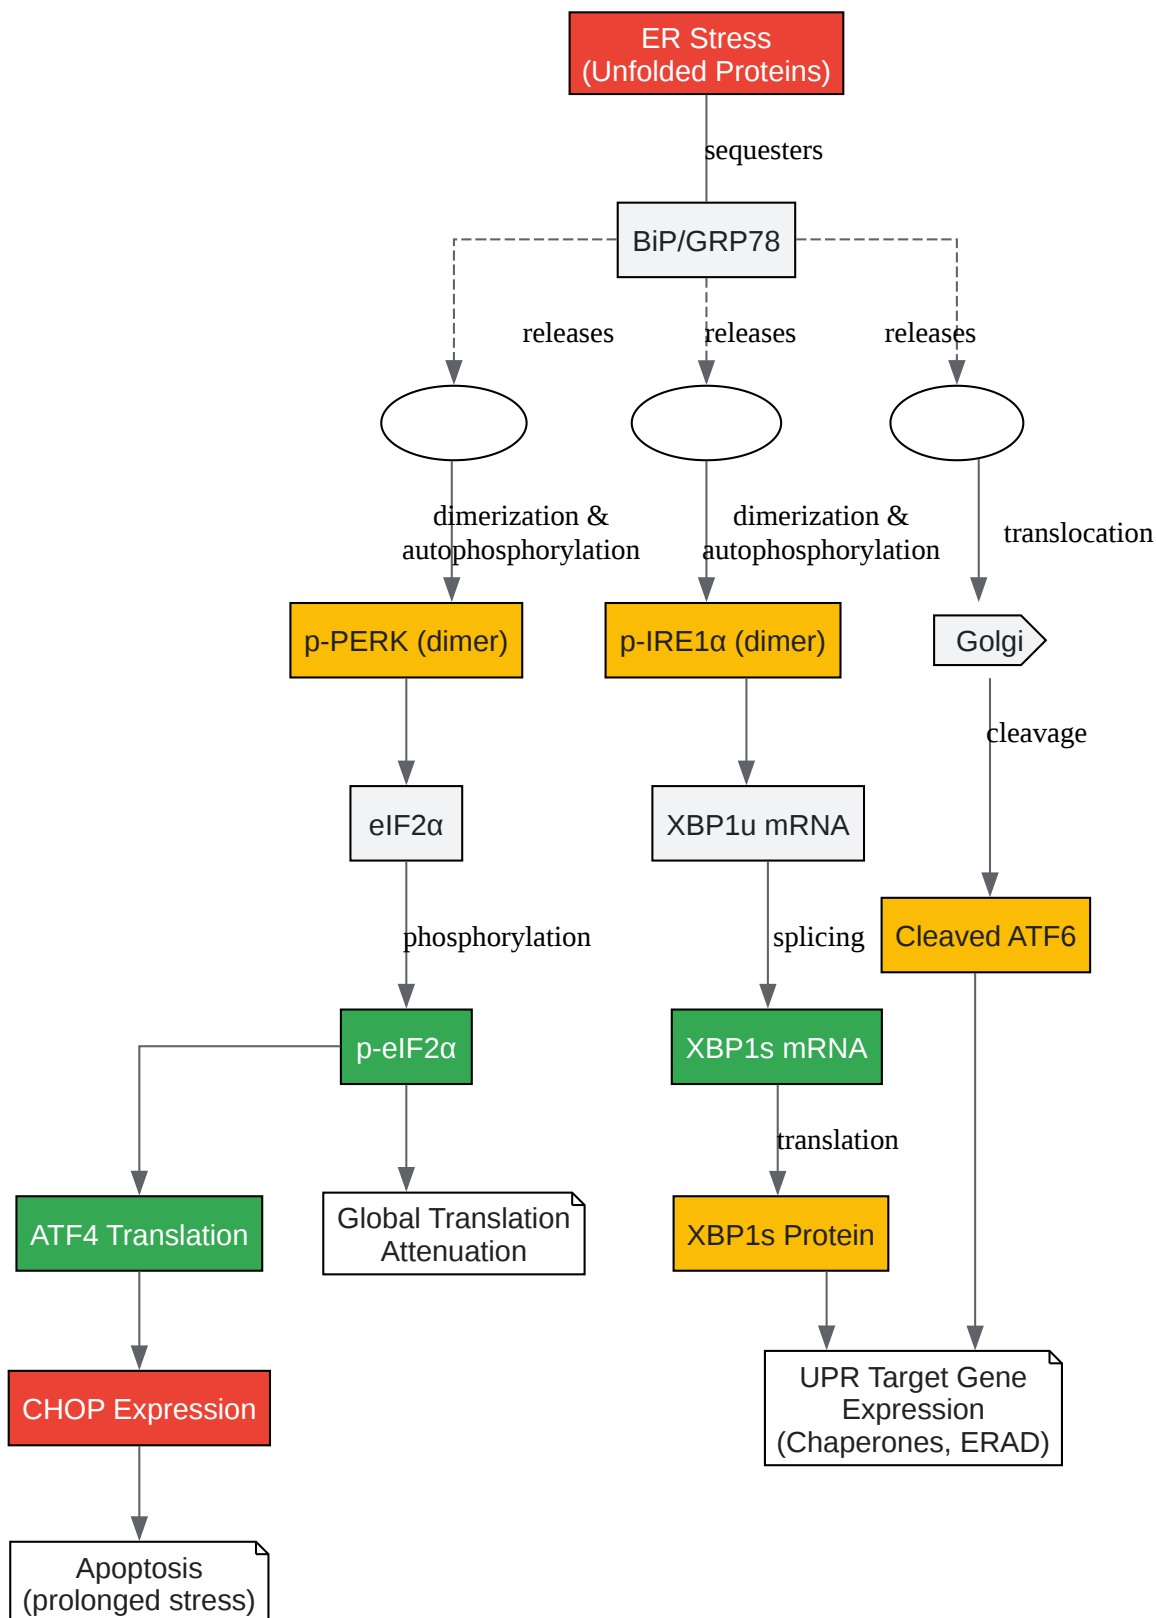 ER Stress
(Unfolded Proteins)
sequesters
BiP/GRP78
releases
releases
releases
dimerization &
autophosphorylation
dimerization &
autophosphorylation
translocation
p-PERK (dimer)
p-IRE1α (dimer)
Golgi
cleavage
eIF2α
XBP1u mRNA
phosphorylation
splicing
Cleaved ATF6
p-eIF2α
XBP1s mRNA
translation
ATF4 Translation
Global Translation
Attenuation
XBP1s Protein
CHOP Expression
UPR Target Gene
Expression
(Chaperones, ERAD)
Apoptosis
(prolonged stress)